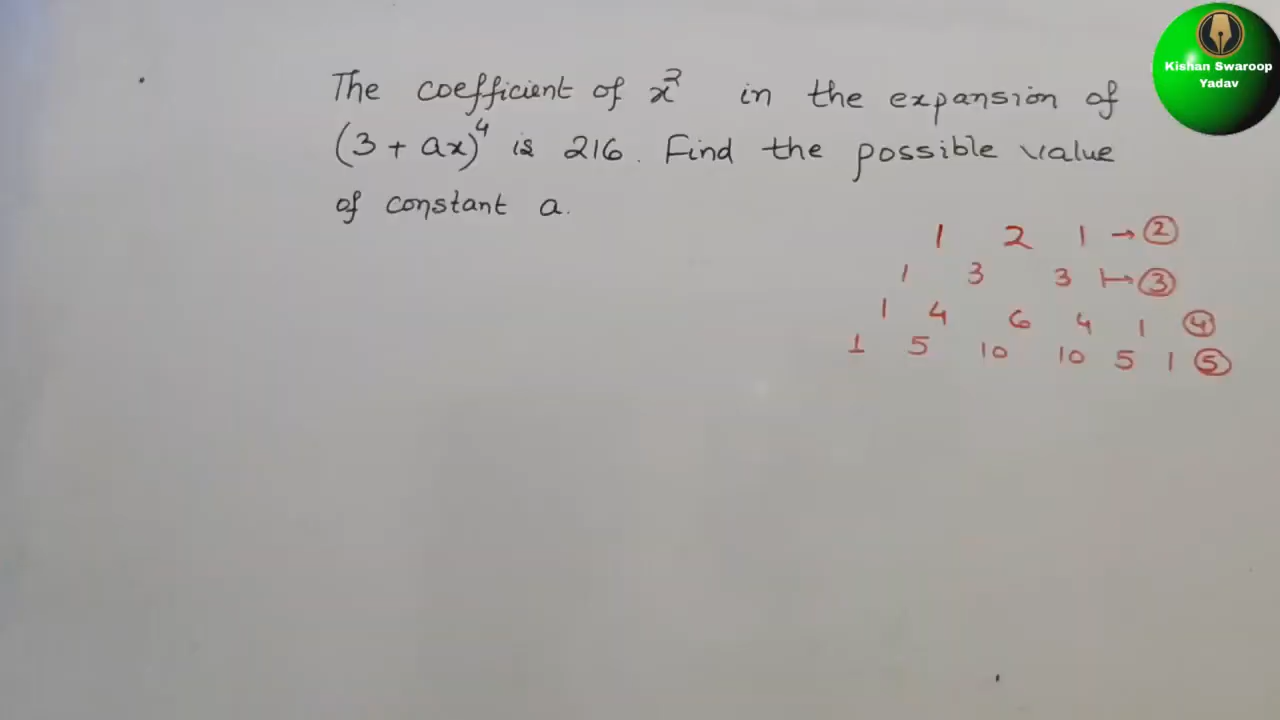 Kishan Swaroop
Yadav
The coefficient of x² in the expansion of
(3 + ax)⁴ is 216. Find the possible value
of constant a.
1 2 1 → ②
1 3 3 1 → ③
1 4 6 4 1 ④
1 5 10 10 5 1 ⑤